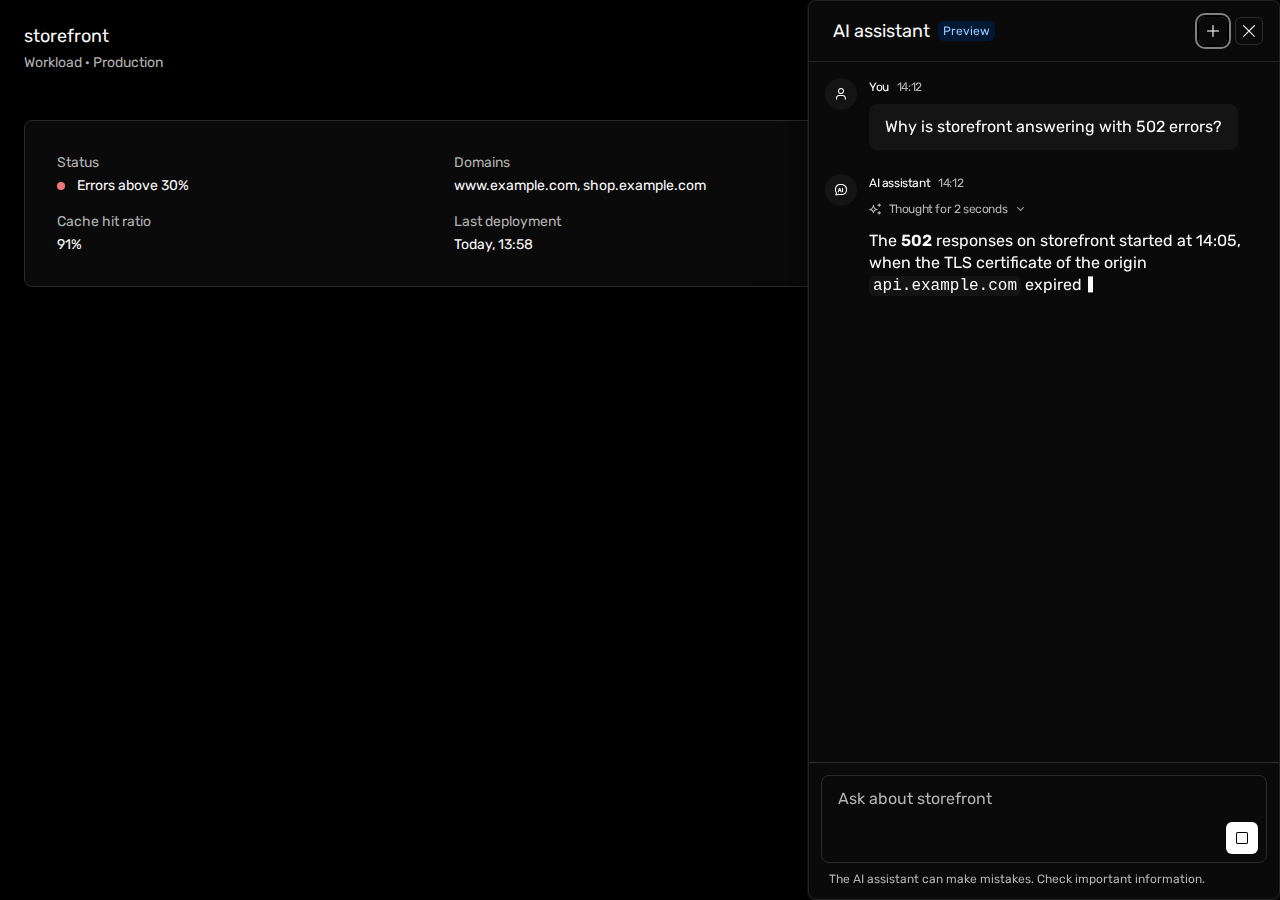 storefront
Workload • Production
Status
Errors above 30%
Domains
www.example.com, shop.example.com
Cache hit ratio
91%
Last deployment
Today, 13:58
AI assistant
Preview
You 14:12
Why is storefront answering with 502 errors?
AI
AI assistant 14:12
Thought for 2 seconds
The 502 responses on storefront started at 14:05,
when the TLS certificate of the origin
api.example.com expired
Ask about storefront
The AI assistant can make mistakes. Check important information.